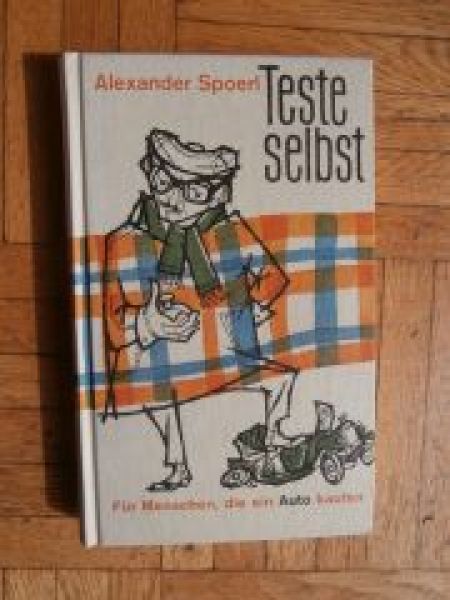 Alexander Spoerl
Teste
selbst
Für Menschen, die ein Auto kaufen